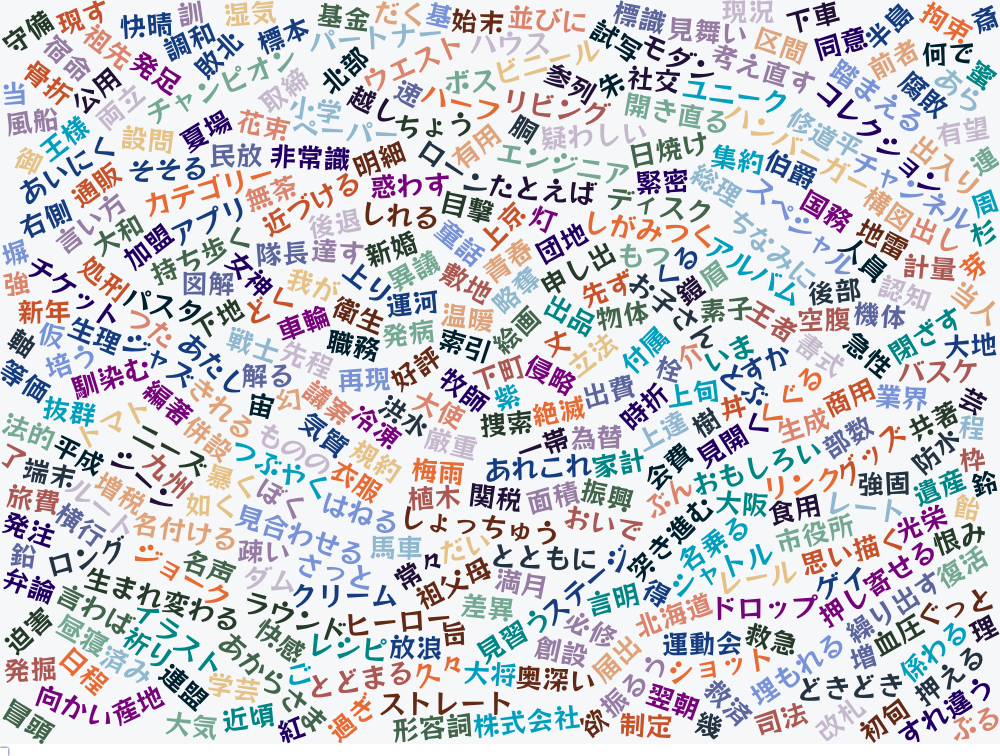 守備
現す
快晴
訓
湿気
基金
だく
基
始末
並びに
標識
見舞い
現況
下車
半島
拘束
斎
宿命
祖先
調和
敗北
標本
パートナー
ハウス
試写
モダン
区間
同意
前者
何で
蜜
骨折
公用
発足
チャンピオン
北部
ウエスト
ボス
ビニール
参列
朱
社交
考え直す
踏まえる
腐敗
あら
当
両立
取締
越し
速
ハーフ
リビング
開き直る
ユニーク
コレクション
有望
風船
王様
設問
夏場
花束
小学
ペーパー
ちょう
有用
胴
疑わしい
日焼け
ハンバーガー
修道
平
出入り
連
御
あいにく
そそる
民放
非常識
明細
ローン
エンジニア
集約
伯爵
チャンネル
周
右側
通販
カテゴリー
無茶
近づける
惑わす
たとえば
緊密
総理
スペシャル
国務
構図
出し
杉
言い方
大和
加盟
アプリ
後退
しれる
目撃
上京
灯
ディスク
しがみつく
ちなみに
地雷
塀
チケット
持ち歩く
隊長
達す
新婚
童話
青春
団地
もつ
アルバム
人員
計量
芽
強
処刑
図解
女神
我が
上り
異議
敷地
略奪
申し出
くる
眉
後部
認知
当人
新年
パスタ
下地
ど
く
車輪
衛生
運河
温暖
絵画
出品
先ず
お子さん
鎧
素子
王者
空腹
機体
軸
仮
生理
つた
ジャズ
あたし
戦士
先程
職務
発病
索引
丈
立法
物体
付属
介
いま
て
書式
急性
閉ざす
大地
等価
培う
馴染む
きれる
解る
再現
好評
下町
侵略
栓
くすぐる
すか
バスケ
抜群
編著
宙
幻
議案
冷凍
洪水
大使
牧師
紫
出費
時折
上旬
丼
ぐる
商用
業界
芸
法的
トマト
ニーズ
併設
気質
厳重
捜索
絶滅
一帯
為替
上達
樹
見開く
生成
部数
共著
程
平成
シーン
九州
つぶやく
ものの
規約
衣服
梅雨
あれこれ
家計
会費
おもしろい
グッズ
防水
枠
了
端末
増税
暴く
ぼく
はねる
植木
関税
面積
振興
ぶん
大阪
リンク
強固
遺産
鈴
旅費
ルート
名付ける
如く
見合わせる
しょっちゅう
おいで
突き進む
食用
レート
光栄
飴
発注
横行
ジョーク
疎い
さっと
馬車
だい
とともに
名乗る
市役所
思い描く
恨み
鉛
ロング
名声
ダム
クリーム
常々
祖父母
満月
ステージ
得
シャトル
レール
ゲイ
寄せる
復活
弁論
生まれ変わる
ラウンド
ヒーロー
差異
言明
北海道
ドロップ
押し
繰り出す
ぐっと
迫害
言わば
イラスト
快感
レシピ
放浪
旨
見習う
必修
運動会
救急
血圧
理
昼寝
祈り
あからさま
創設
届出
ショット
埋もれる
増
係わる
発掘
日程
済み
連盟
学芸
ご
とどまる
久々
大将
奥深い
振るう
翌朝
救済
どきどき
押える
冒頭
向かい
産地
大気
近頃
紅
過ぎ
ストレート
形容詞
株式会社
欲
制定
幾
司法
改札
初旬
すれ違う
ぶる